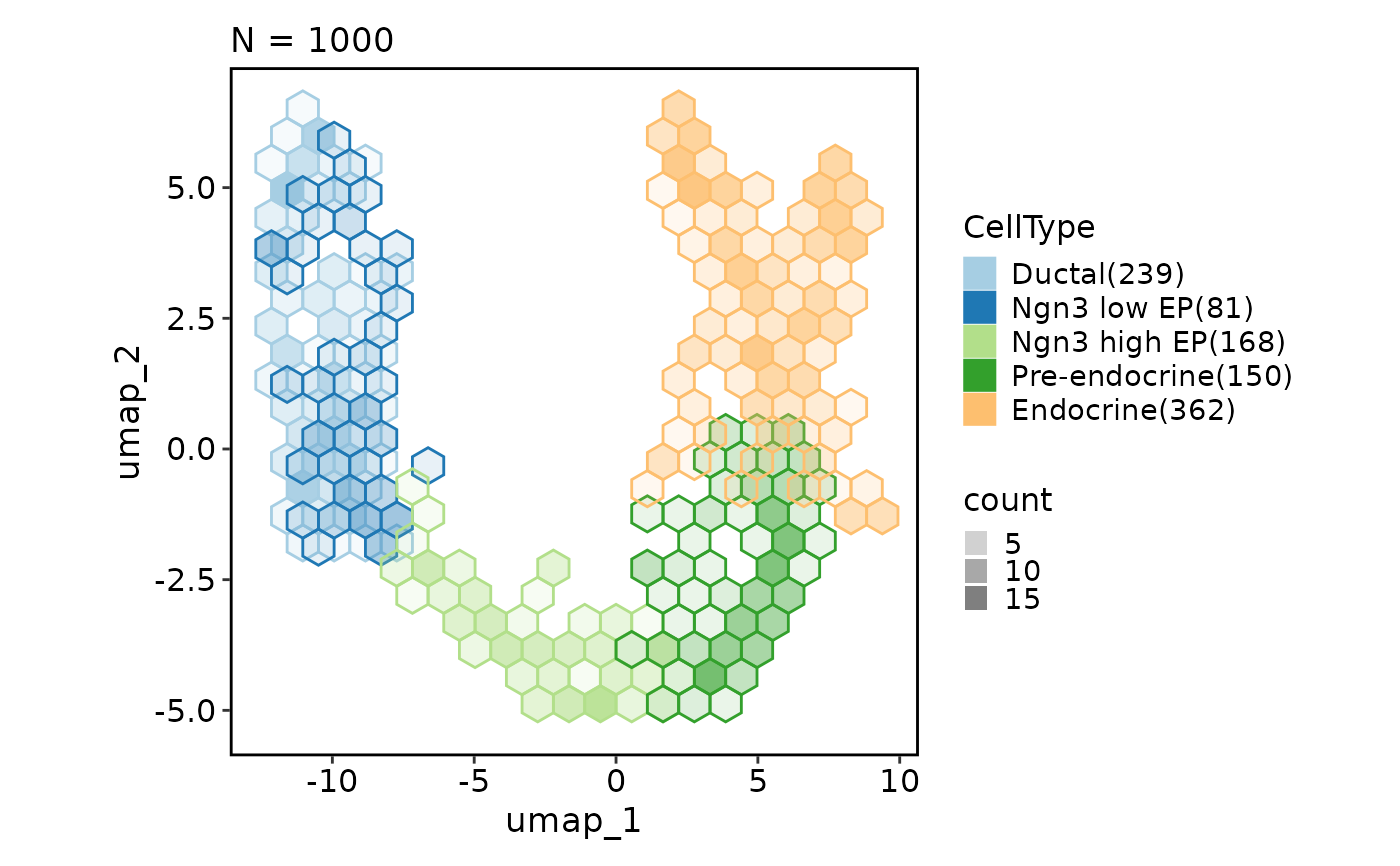 N = 1000
5.0
2.5
0.0
-2.5
-5.0
umap_2
-10
-5
0
5
10
umap_1
CellType
Ductal(239)
Ngn3 low EP(81)
Ngn3 high EP(168)
Pre-endocrine(150)
Endocrine(362)
count
5
10
15